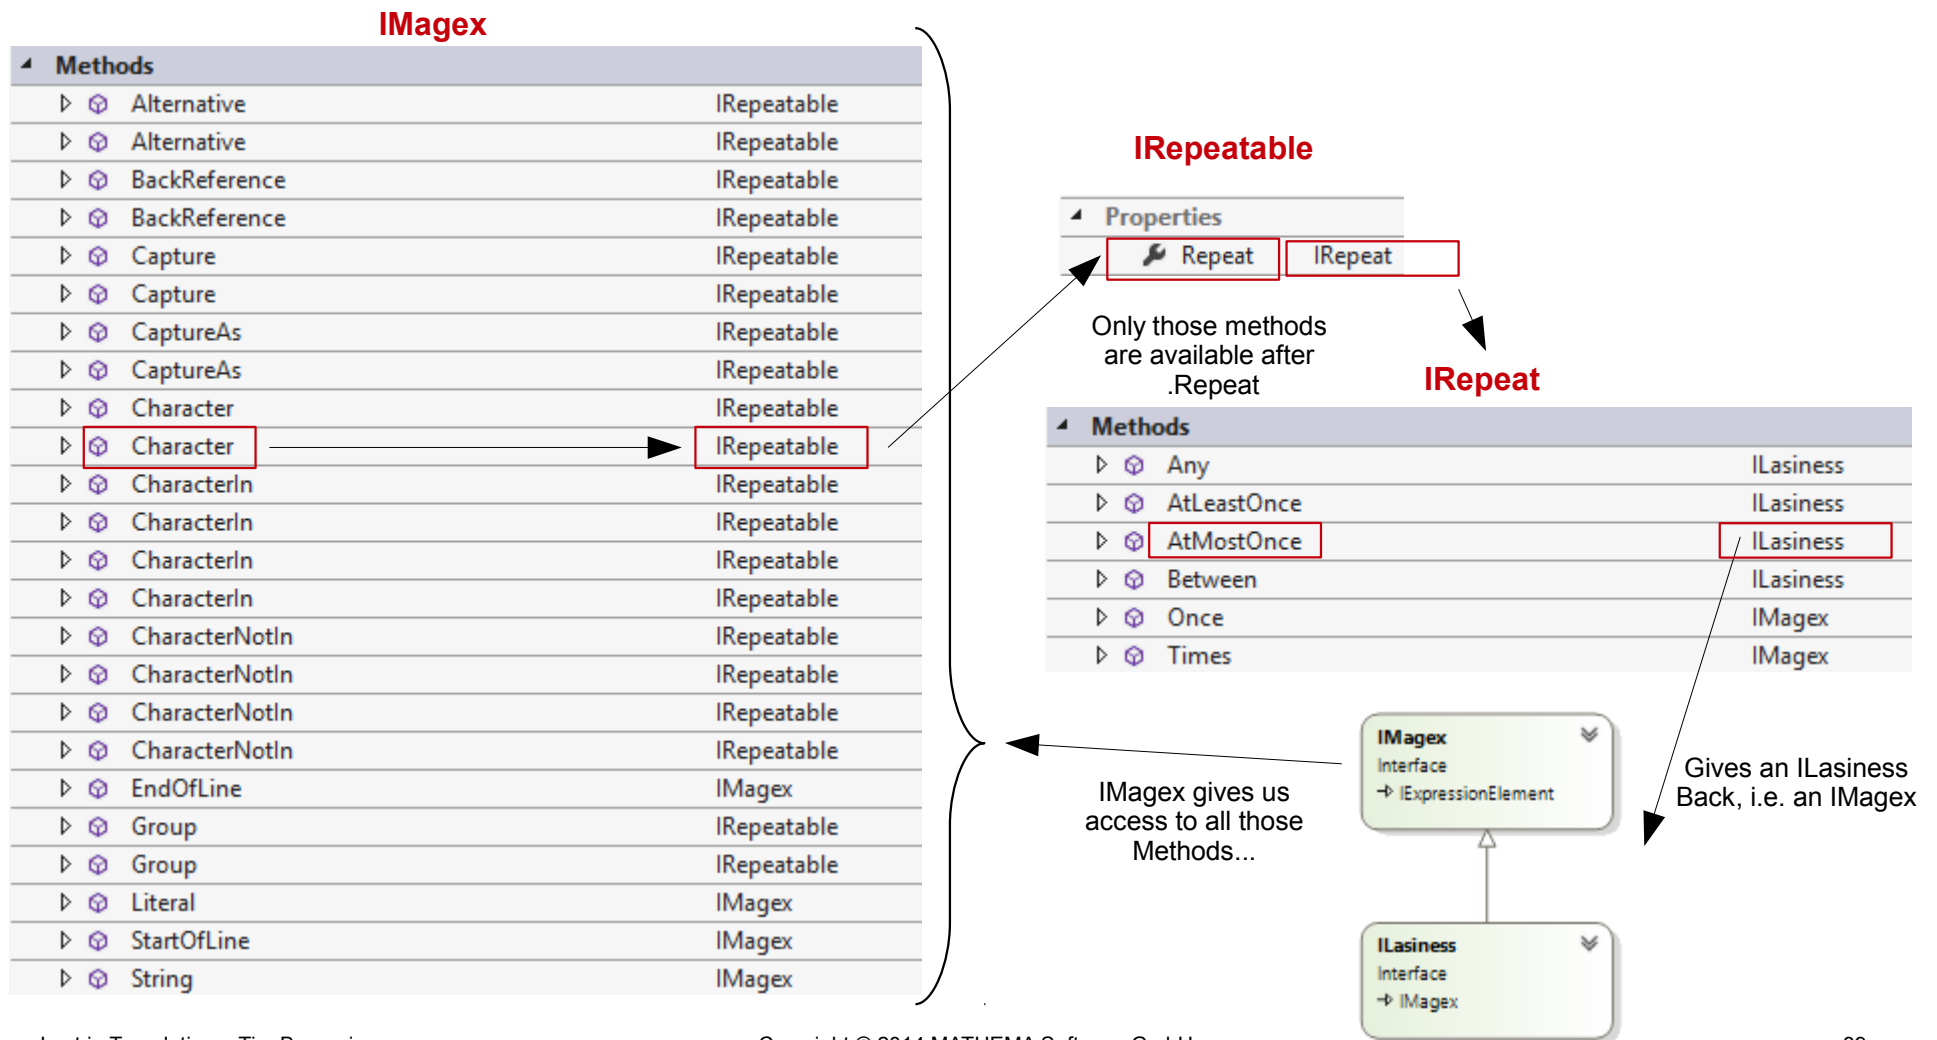 IMagex
Methods
Alternative IRepeatable
Alternative IRepeatable
BackReference IRepeatable
BackReference IRepeatable
Capture IRepeatable
Capture IRepeatable
CaptureAs IRepeatable
CaptureAs IRepeatable
Character IRepeatable
Character IRepeatable
CharacterIn IRepeatable
CharacterIn IRepeatable
CharacterIn IRepeatable
CharacterIn IRepeatable
CharacterNotIn IRepeatable
CharacterNotIn IRepeatable
CharacterNotIn IRepeatable
CharacterNotIn IRepeatable
EndOfLine IMagex
Group IRepeatable
Group IRepeatable
Literal IMagex
StartOfLine IMagex
String IMagex
IRepeatable
Properties
Repeat IRepeat
Only those methods
are available after
.Repeat
IRepeat
Methods
Any ILasiness
AtLeastOnce ILasiness
AtMostOnce ILasiness
Between ILasiness
Once IMagex
Times IMagex
IMagex gives us
access to all those
Methods...
IMagex
Interface
IExpressionElement
Gives an ILasiness
Back, i.e. an IMagex
ILasiness
Interface
IMagex
Copyright © 2014 MATHEMA Software GmbH